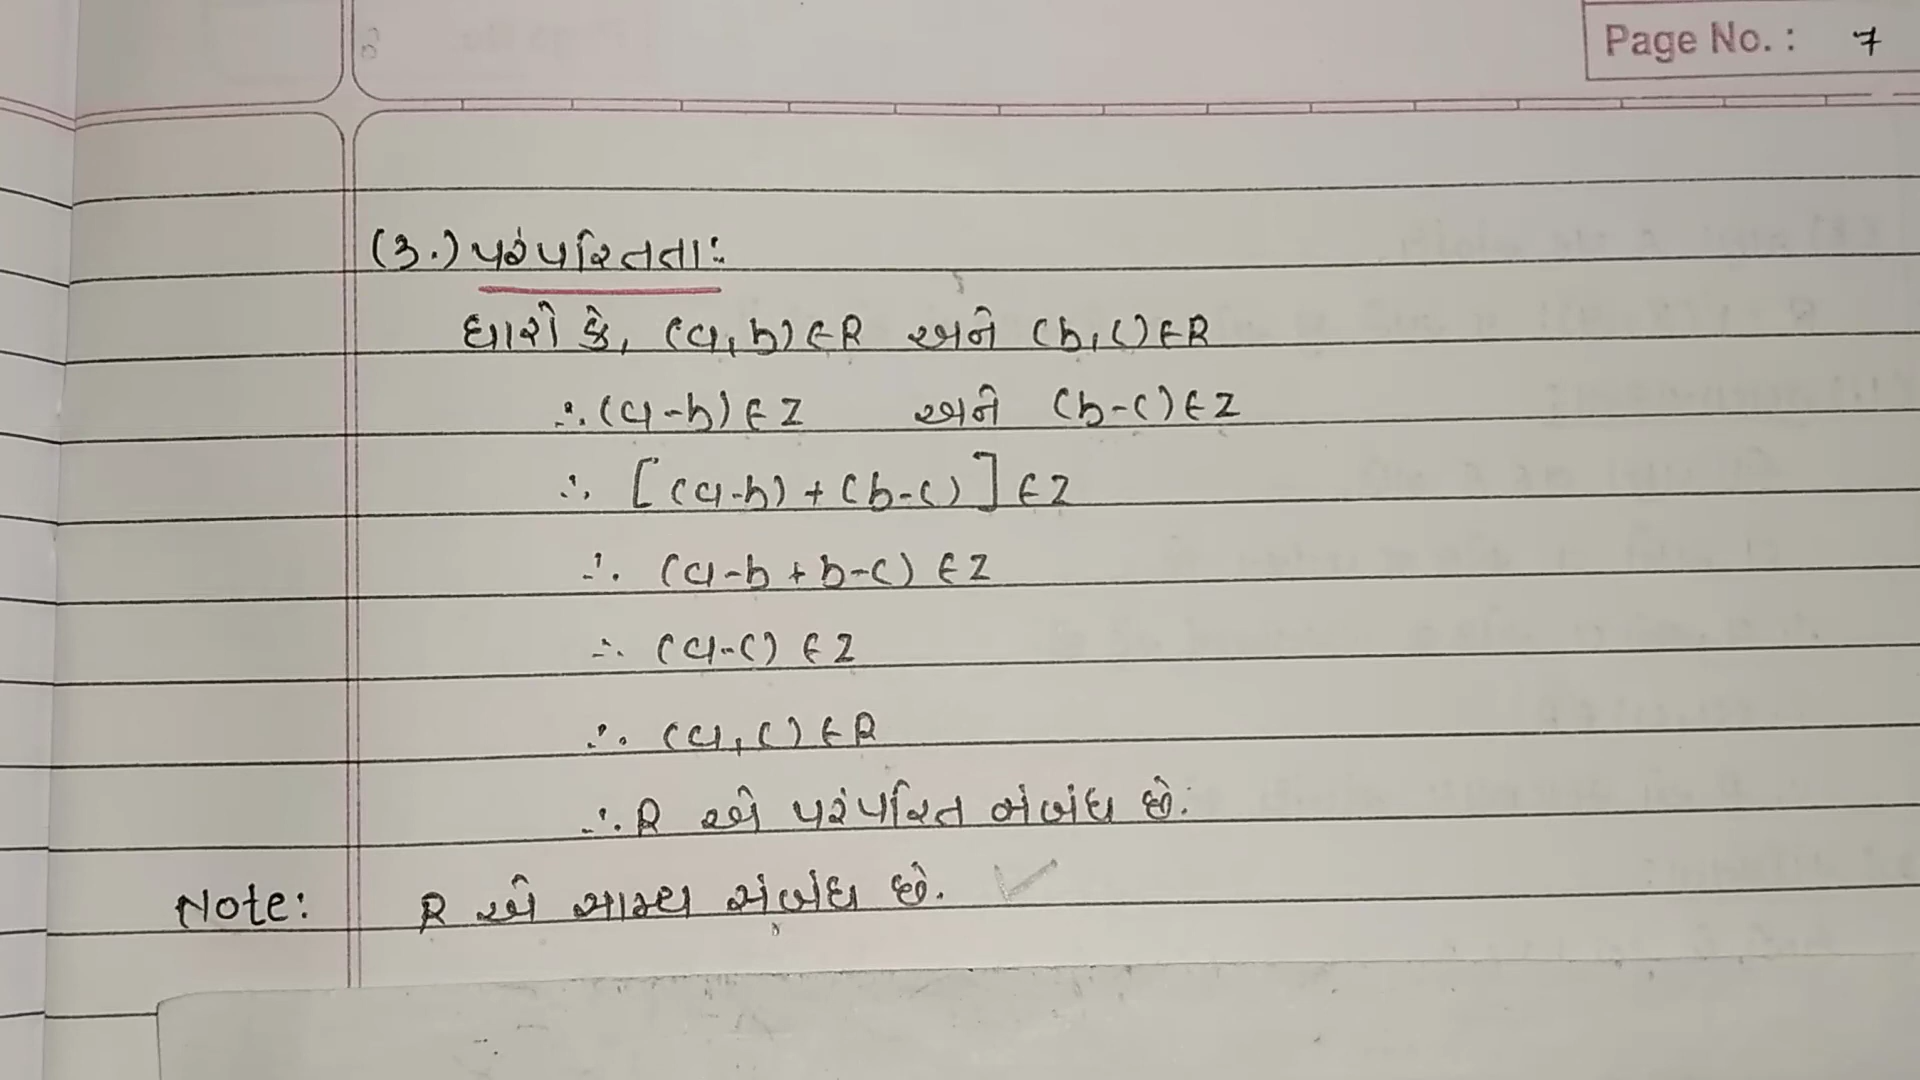 Page No. : 7
(3.) પરંપરિતતા:
ધારો કે, (a,b)∈R અને (b,c)∈R
∴ (a-b)∈Z અને (b-c)∈Z
∴ [(a-b)+(b-c)]∈Z
∴ (a-b+b-c)∈Z
∴ (a-c)∈Z
∴ (a,c)∈R
∴ R એ પરંપરિત સંબંધ છે.
Note: R એ સામ્ય સંબંધ છે.